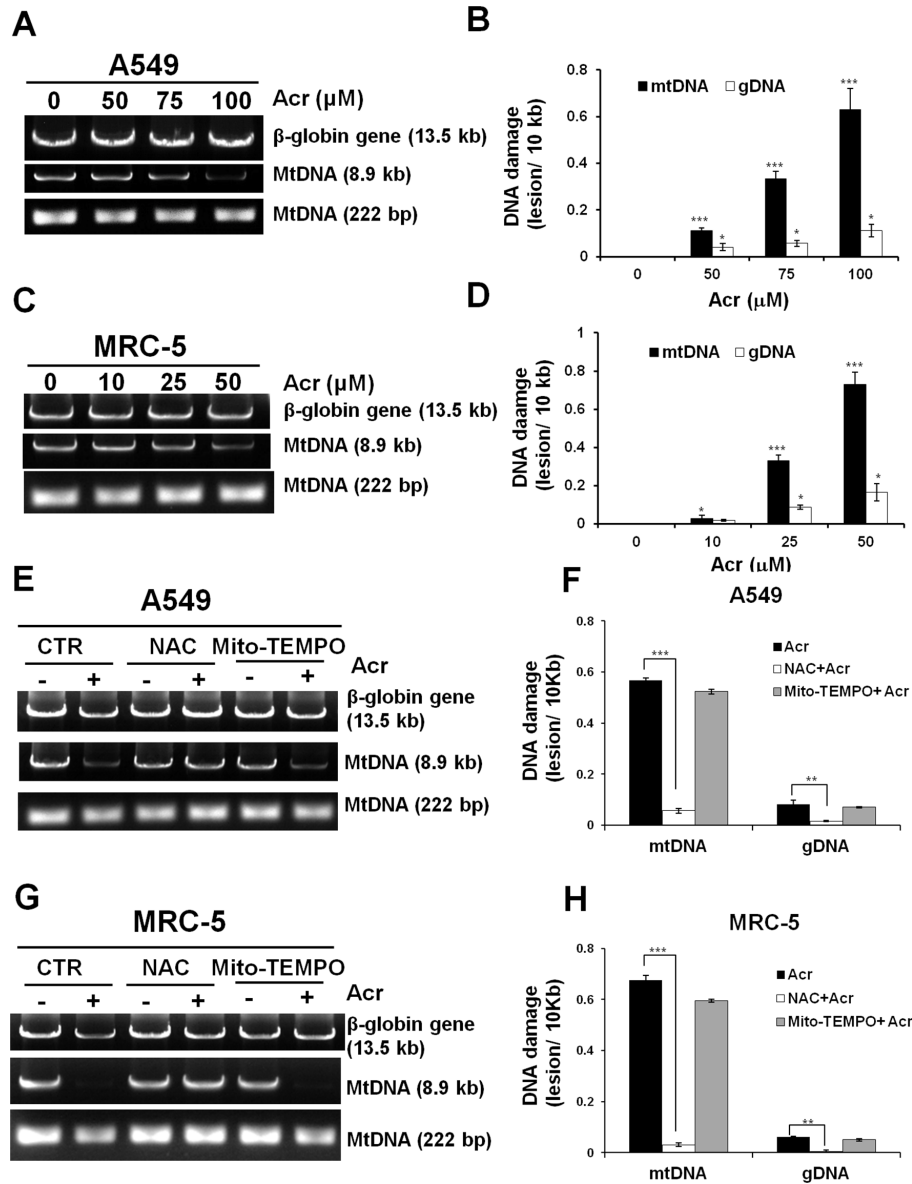 A
A549
0 50 75 100 Acr (µM)
β-globin gene (13.5 kb)
MtDNA (8.9 kb)
MtDNA (222 bp)
B
0.8
0.6
0.4
0.2
0
DNA damage
(lesion/ 10 kb)
mtDNA gDNA
***
*
***
*
***
*
0 50 75 100
Acr (µM)
C
MRC-5
0 10 25 50 Acr (µM)
β-globin gene (13.5 kb)
MtDNA (8.9 kb)
MtDNA (222 bp)
D
1
0.8
0.6
0.4
0.2
0
DNA daamge
(lesion/ 10 kb)
mtDNA gDNA
*
***
*
***
*
0 10 25 50
Acr (µM)
E
A549
CTR NAC Mito-TEMPO
- + - + - + Acr
β-globin gene
(13.5 kb)
MtDNA (8.9 kb)
MtDNA (222 bp)
F
A549
0.8
0.6
0.4
0.2
0
DNA damage
(lesion/ 10Kb)
***
**
Acr
NAC+Acr
Mito-TEMPO+ Acr
mtDNA gDNA
G
MRC-5
CTR NAC Mito-TEMPO
- + - + - + Acr
β-globin gene
(13.5 kb)
MtDNA (8.9 kb)
MtDNA (222 bp)
H
MRC-5
0.8
0.6
0.4
0.2
0
DNA damage
(lesion/ 10Kb)
***
**
Acr
NAC+Acr
Mito-TEMPO+ Acr
mtDNA gDNA